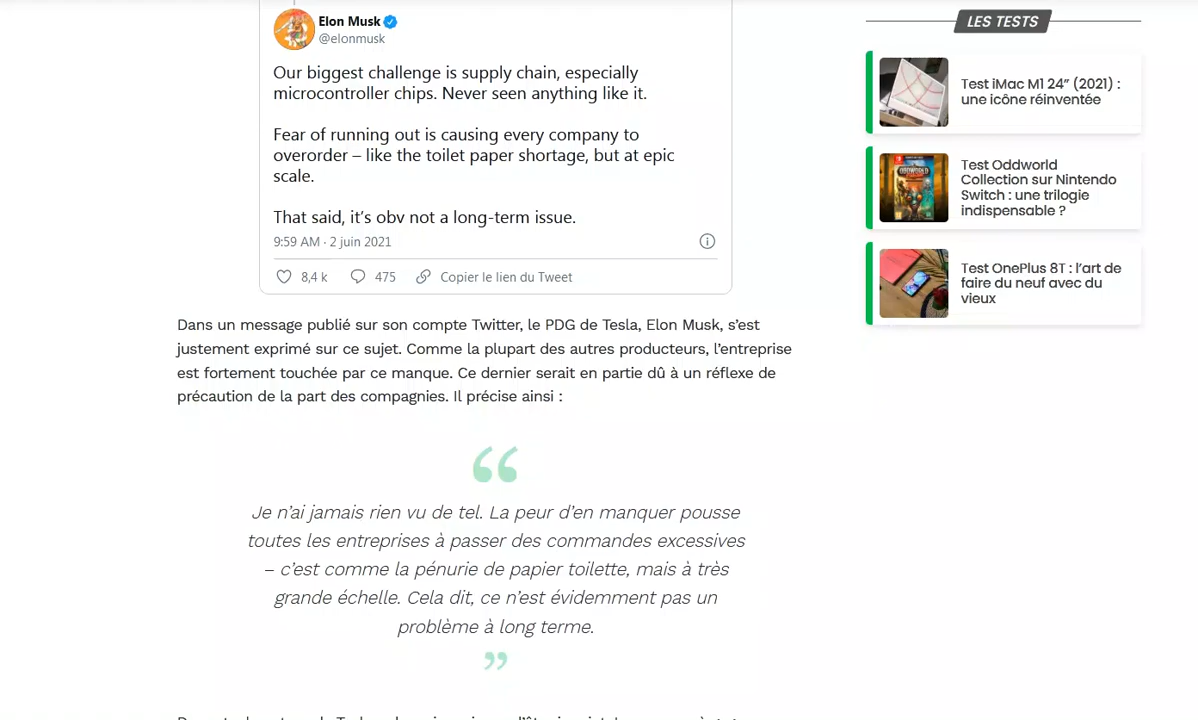 Elon Musk
@elonmusk
Our biggest challenge is supply chain, especially
microcontroller chips. Never seen anything like it.
Fear of running out is causing every company to
overorder – like the toilet paper shortage, but at epic
scale.
That said, it's obv not a long-term issue.
9:59 AM · 2 juin 2021
8,4 k 475 Copier le lien du Tweet
Dans un message publié sur son compte Twitter, le PDG de Tesla, Elon Musk, s'est
justement exprimé sur ce sujet. Comme la plupart des autres producteurs, l'entreprise
est fortement touchée par ce manque. Ce dernier serait en partie dû à un réflexe de
précaution de la part des compagnies. Il précise ainsi :
“
Je n'ai jamais rien vu de tel. La peur d'en manquer pousse
toutes les entreprises à passer des commandes excessives
– c'est comme la pénurie de papier toilette, mais à très
grande échelle. Cela dit, ce n'est évidemment pas un
problème à long terme.
”
LES TESTS
Test iMac M1 24” (2021) :
une icône réinventée
Test Oddworld
Collection sur Nintendo
Switch : une trilogie
indispensable ?
Test OnePlus 8T : l'art de
faire du neuf avec du
vieux